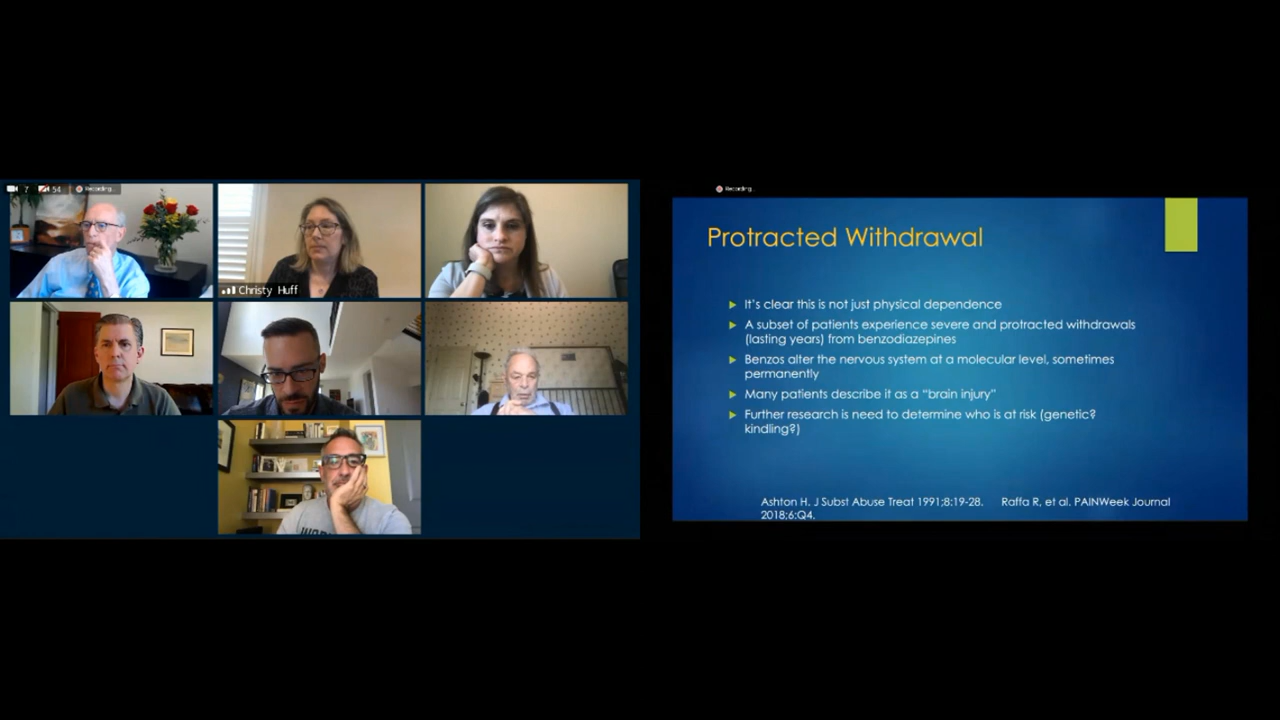 7 54 Recording...
Christy Huff
Recording...
Protracted Withdrawal
It's clear this is not just physical dependence
A subset of patients experience severe and protracted withdrawals
(lasting years) from benzodiazepines
Benzos alter the nervous system at a molecular level, sometimes
permanently
Many patients describe it as a "brain injury"
Further research is need to determine who is at risk (genetic?
kindling?)
Ashton H. J Subst Abuse Treat 1991;8:19-28. Raffa R, et al. PAINWeek Journal
2018;6:Q4.